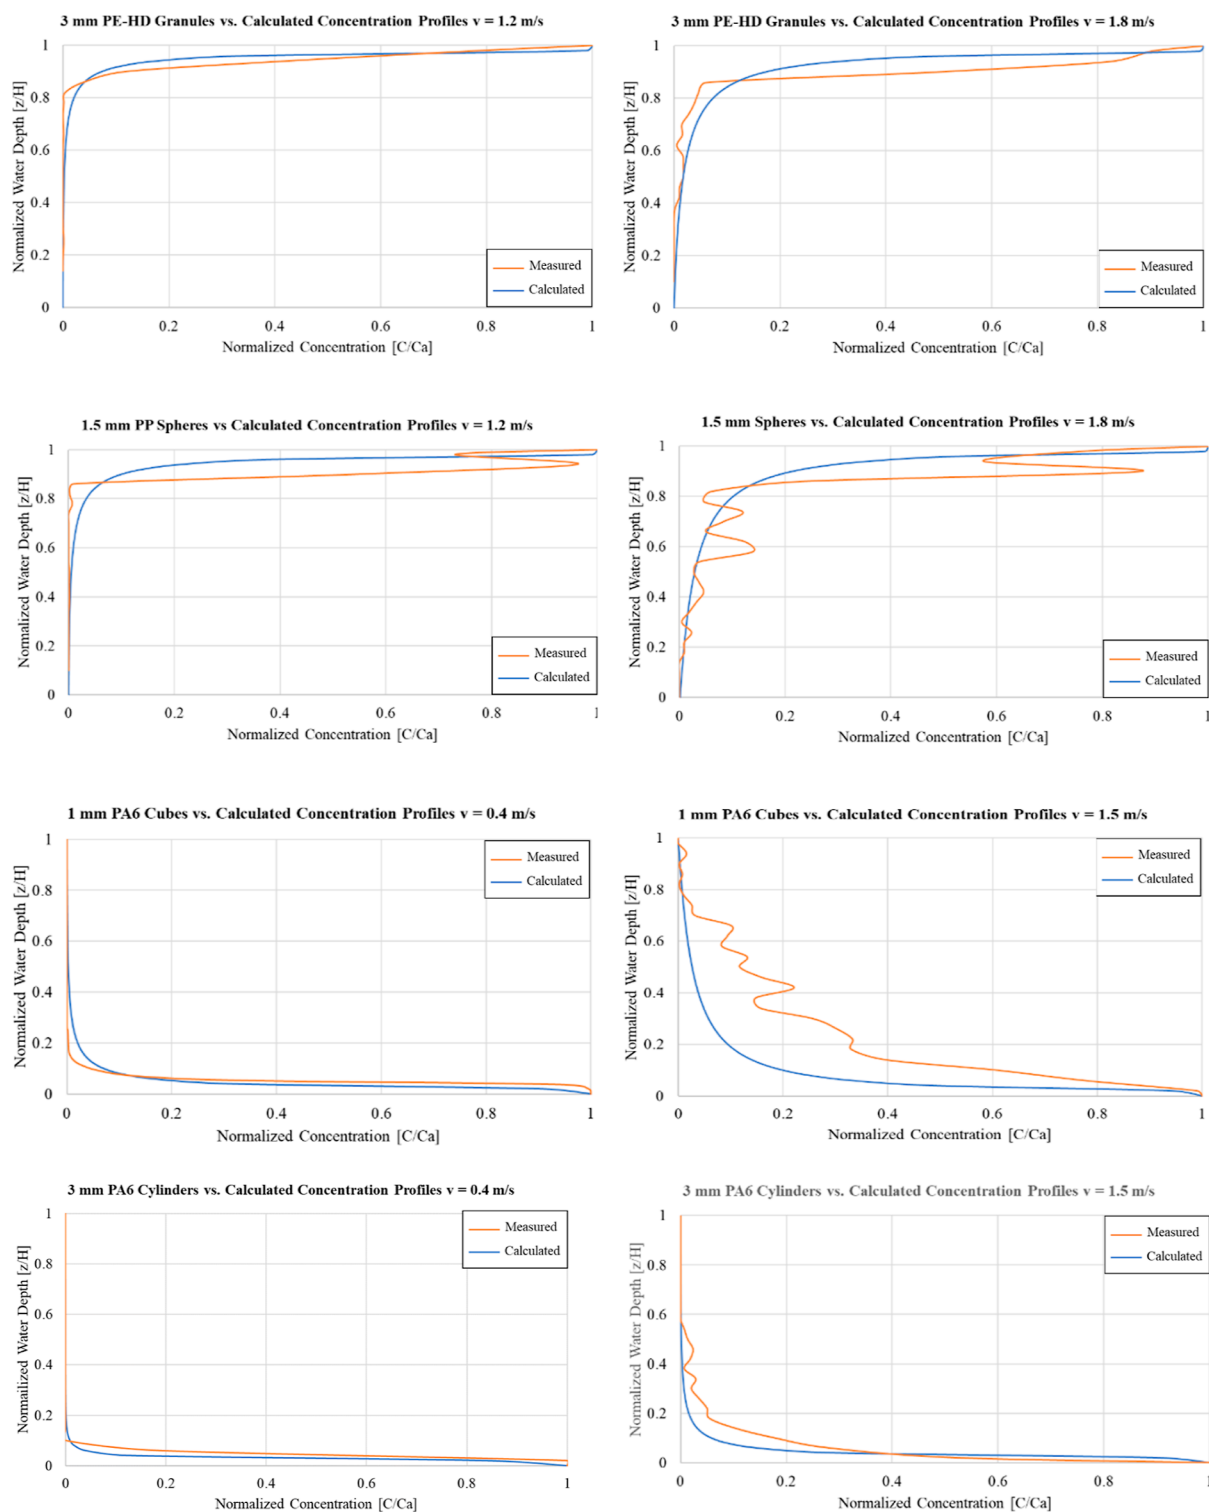 3 mm PE-HD Granules vs. Calculated Concentration Profiles v = 1.2 m/s
Normalized Water Depth [z/H]
1
0.8
0.6
0.4
0.2
0
Measured
Calculated
0 0.2 0.4 0.6 0.8 1
Normalized Concentration [C/Ca]
3 mm PE-HD Granules vs. Calculated Concentration Profiles v = 1.8 m/s
Normalized Water Depth [z/H]
1
0.8
0.6
0.4
0.2
0
Measured
Calculated
0 0.2 0.4 0.6 0.8 1
Normalized Concentration [C/Ca]
1.5 mm PP Spheres vs Calculated Concentration Profiles v = 1.2 m/s
Normalized Water Depth [z/H]
1
0.8
0.6
0.4
0.2
0
Measured
Calculated
0 0.2 0.4 0.6 0.8 1
Normalized Concentration [C/Ca]
1.5 mm Spheres vs. Calculated Concentration Profiles v = 1.8 m/s
Normalized Water Depth [z/H]
1
0.8
0.6
0.4
0.2
0
Measured
Calculated
0 0.2 0.4 0.6 0.8 1
Normalized Concentration [C/Ca]
1 mm PA6 Cubes vs. Calculated Concentration Profiles v = 0.4 m/s
Normalized Water Depth [z/H]
1
0.8
0.6
0.4
0.2
0
Measured
Calculated
0 0.2 0.4 0.6 0.8 1
Normalized Concentration [C/Ca]
1 mm PA6 Cubes vs. Calculated Concentration Profiles v = 1.5 m/s
Normalized Water Depth [z/H]
1
0.8
0.6
0.4
0.2
0
Measured
Calculated
0 0.2 0.4 0.6 0.8 1
Normalized Concentration [C/Ca]
3 mm PA6 Cylinders vs. Calculated Concentration Profiles v = 0.4 m/s
Normailized Water Depth [z/H]
1
0.8
0.6
0.4
0.2
0
Measured
Calculated
0 0.2 0.4 0.6 0.8 1
Normalized Concentration [C/Ca]
3 mm PA6 Cylinders vs. Calculated Concentration Profiles v = 1.5 m/s
Normalized Water Depth [z/H]
1
0.8
0.6
0.4
0.2
0
Measured
Calculated
0 0.2 0.4 0.6 0.8 1
Normalized Concentration [C/Ca]